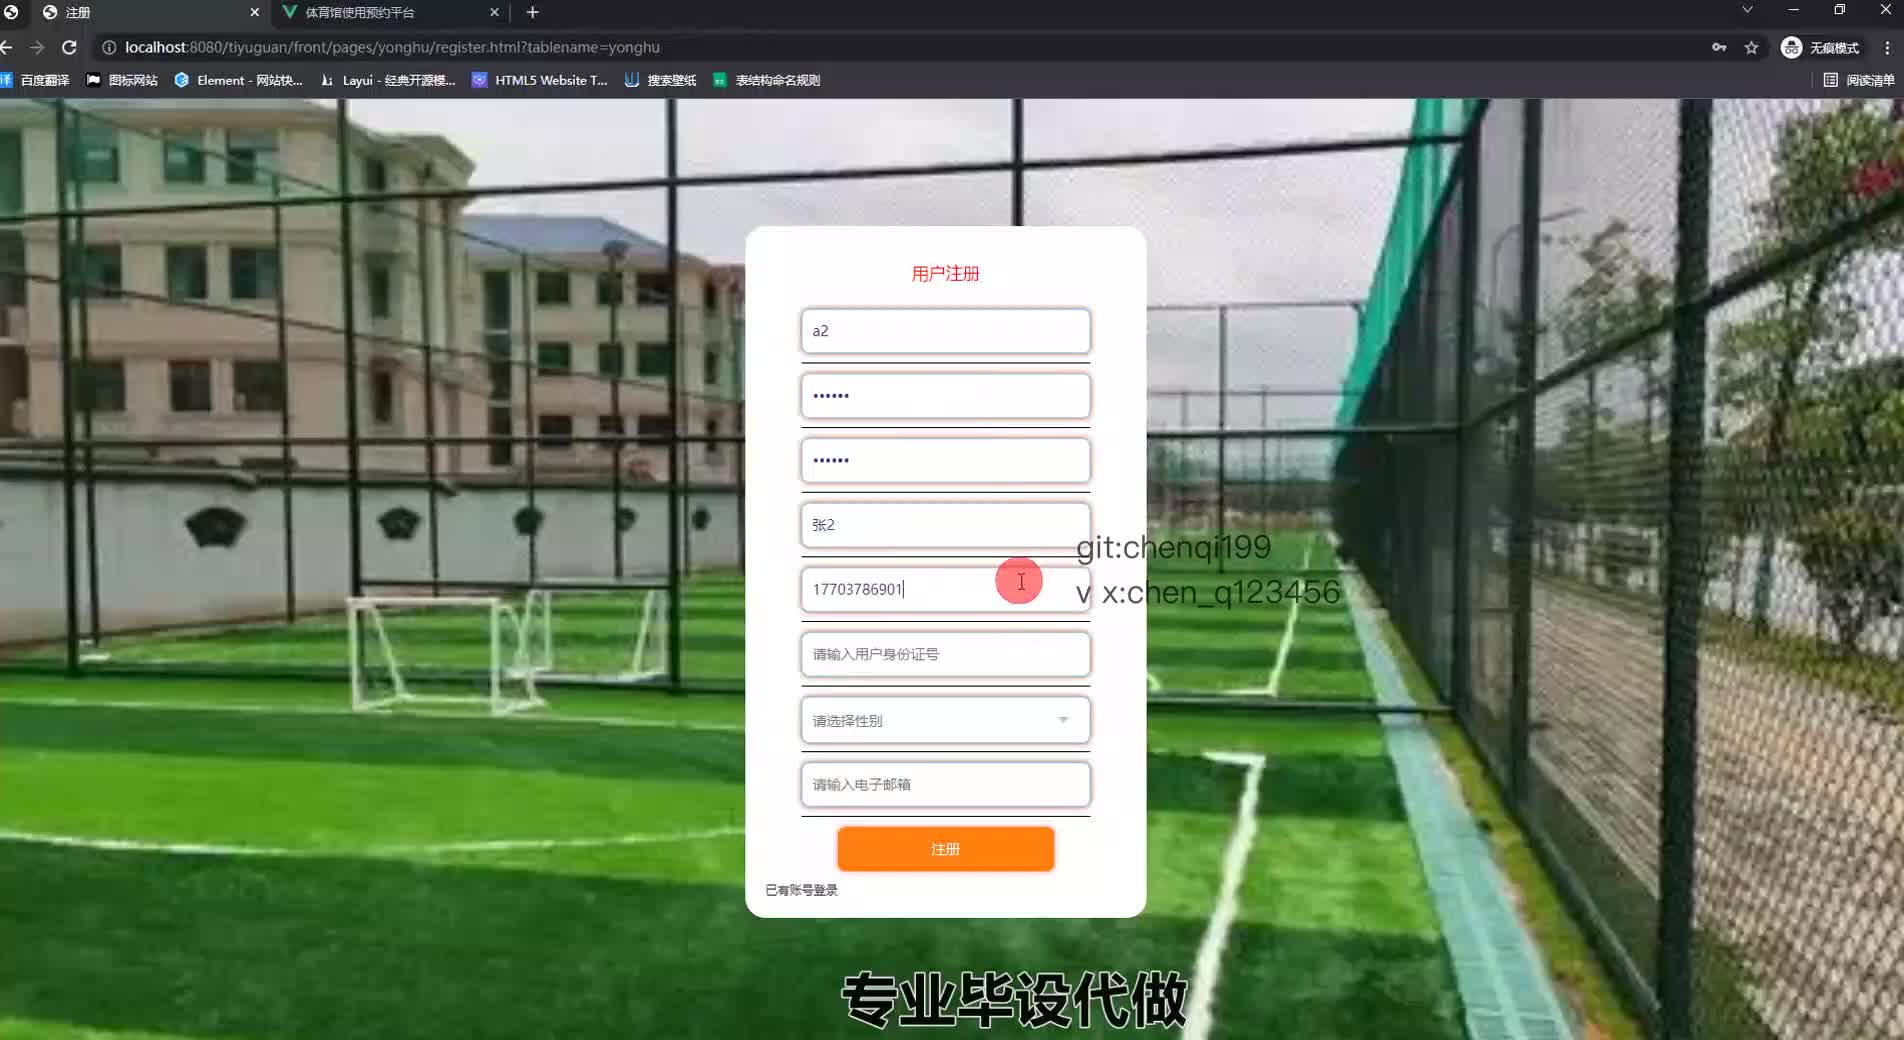 注册
体育馆使用预约平台
localhost:8080/tiyuguan/front/pages/yonghu/register.html?tablename=yonghu
无痕模式
百度翻译
图标网站
Element - 网站快...
Layui - 经典开源模...
HTML5 Website T...
搜索壁纸
表结构命名规则
阅读清单
用户注册
a2
••••••
••••••
张2
git:chenqi199
17703786901
v x:chen_q123456
请输入用户身份证号
请选择性别
请输入电子邮箱
注册
已有账号登录
专业毕设代做